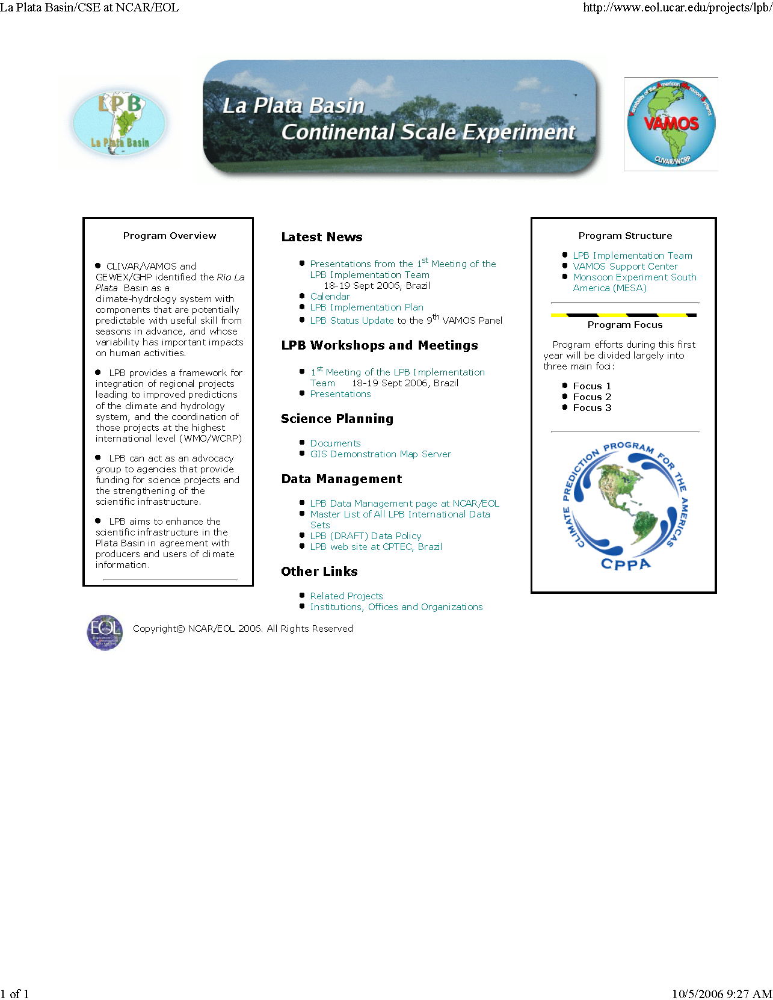 La Plata Basin/CSE at NCAR/EOL
http://www.eol.ucar.edu/projects/lpb/
LPB
La Plata Basin
La Plata Basin
Continental Scale Experiment
Variability of the American Monsoon Systems
VAMOS
CLIVAR/WCRP
Program Overview
● CLIVAR/VAMOS and
GEWEX/GHP identified the Rio La
Plata Basin as a
climate-hydrology system with
components that are potentially
predictable with useful skill from
seasons in advance, and whose
variability has important impacts
on human activities.
● LPB provides a framework for
integration of regional projects
leading to improved predictions
of the climate and hydrology
system, and the coordination of
those projects at the highest
international level (WMO/WCRP)
● LPB can act as an advocacy
group to agencies that provide
funding for science projects and
the strengthening of the
scientific infrastructure.
● LPB aims to enhance the
scientific infrastructure in the
Plata Basin in agreement with
producers and users of climate
information.
Latest News
● Presentations from the 1st Meeting of the
LPB Implementation Team
18-19 Sept 2006, Brazil
● Calendar
● LPB Implementation Plan
● LPB Status Update to the 9th VAMOS Panel
LPB Workshops and Meetings
● 1st Meeting of the LPB Implementation
Team 18-19 Sept 2006, Brazil
● Presentations
Science Planning
● Documents
● GIS Demonstration Map Server
Data Management
● LPB Data Management page at NCAR/EOL
● Master List of All LPB International Data
Sets
● LPB (DRAFT) Data Policy
● LPB web site at CPTEC, Brazil
Other Links
● Related Projects
● Institutions, Offices and Organizations
Program Structure
● LPB Implementation Team
● VAMOS Support Center
● Monsoon Experiment South
America (MESA)
Program Focus
Program efforts during this first
year will be divided largely into
three main foci:
● Focus 1
● Focus 2
● Focus 3
CLIMATE PREDICTION PROGRAM FOR THE AMERICAS
CPPA
EOL
Copyright© NCAR/EOL 2006. All Rights Reserved
1 of 1
10/5/2006 9:27 AM